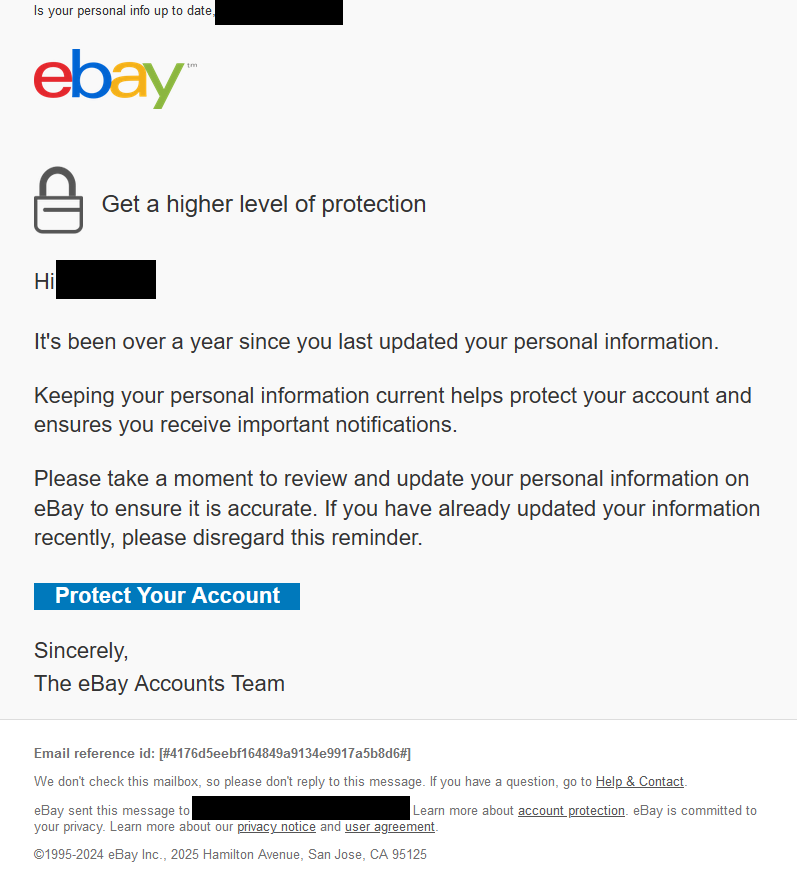 Is your personal info up to date,
ebay™
Get a higher level of protection
Hi
It's been over a year since you last updated your personal information.
Keeping your personal information current helps protect your account and
ensures you receive important notifications.
Please take a moment to review and update your personal information on
eBay to ensure it is accurate. If you have already updated your information
recently, please disregard this reminder.
Protect Your Account
Sincerely,
The eBay Accounts Team
Email reference id: [#4176d5eebf164849a9134e9917a5b8d6#]
We don't check this mailbox, so please don't reply to this message. If you have a question, go to Help & Contact.
eBay sent this message to Learn more about account protection. eBay is committed to
your privacy. Learn more about our privacy notice and user agreement.
©1995-2024 eBay Inc., 2025 Hamilton Avenue, San Jose, CA 95125